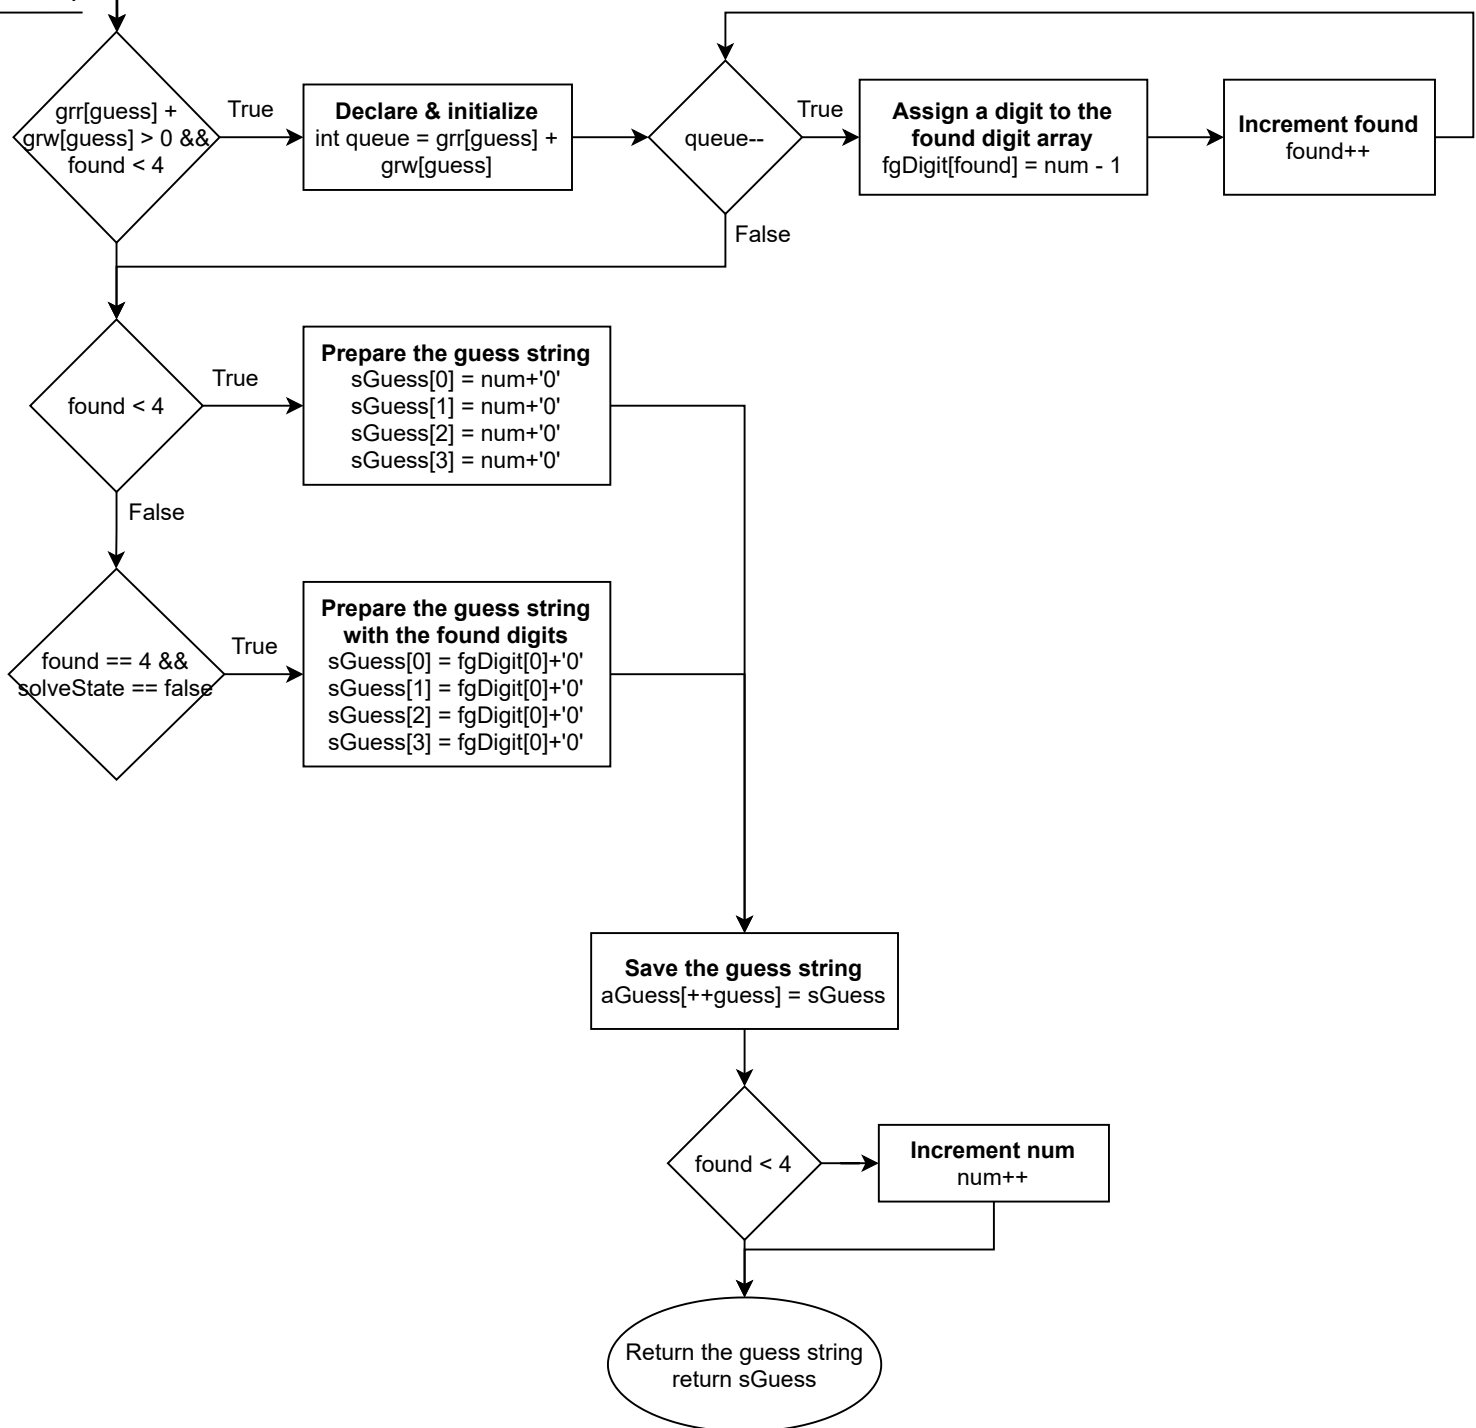 grr[guess] +
grw[guess] > 0 &&
found < 4
True
Declare & initialize
int queue = grr[guess] +
grw[guess]
queue--
True
Assign a digit to the
found digit array
fgDigit[found] = num - 1
Increment found
found++
False
found < 4
True
Prepare the guess string
sGuess[0] = num+'0'
sGuess[1] = num+'0'
sGuess[2] = num+'0'
sGuess[3] = num+'0'
False
found == 4 &&
solveState == false
True
Prepare the guess string
with the found digits
sGuess[0] = fgDigit[0]+'0'
sGuess[1] = fgDigit[0]+'0'
sGuess[2] = fgDigit[0]+'0'
sGuess[3] = fgDigit[0]+'0'
Save the guess string
aGuess[++guess] = sGuess
found < 4
Increment num
num++
Return the guess string
return sGuess